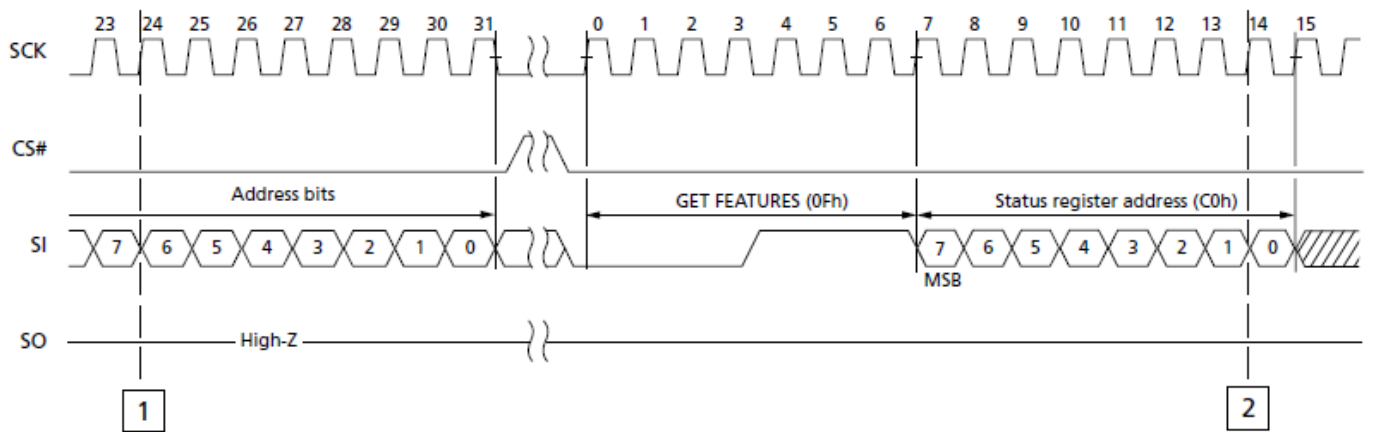 23 24 25 26 27 28 29 30 31 0 1 2 3 4 5 6 7 8 9 10 11 12 13 14 15
SCK
CS#
Address bits GET FEATURES (0Fh) Status register address (C0h)
SI 7 6 5 4 3 2 1 0 7 6 5 4 3 2 1 0
MSB
SO High-Z
1 2